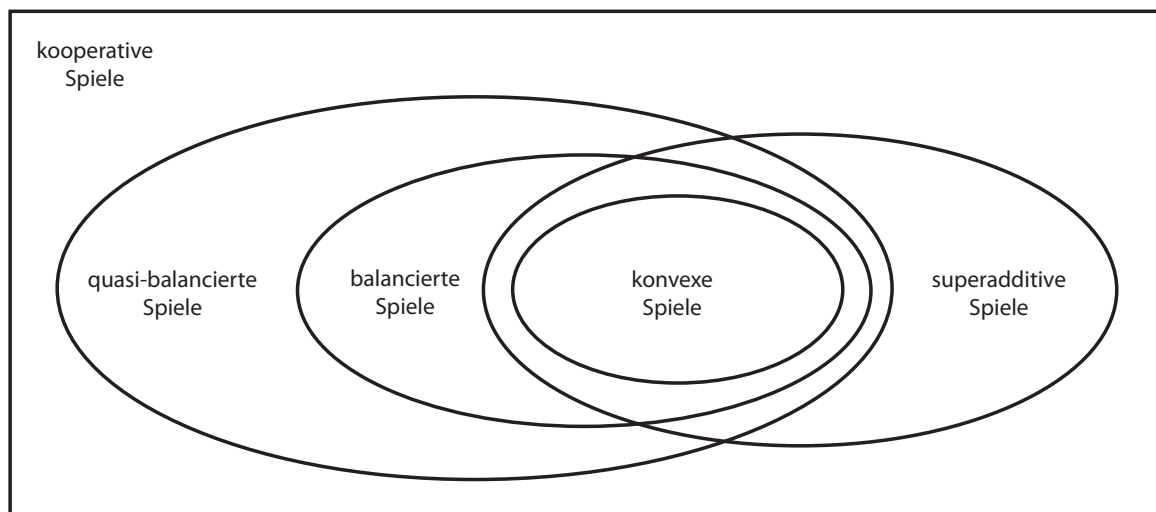 kooperative
Spiele
quasi-balancierte
Spiele
balancierte
Spiele
konvexe
Spiele
superadditive
Spiele